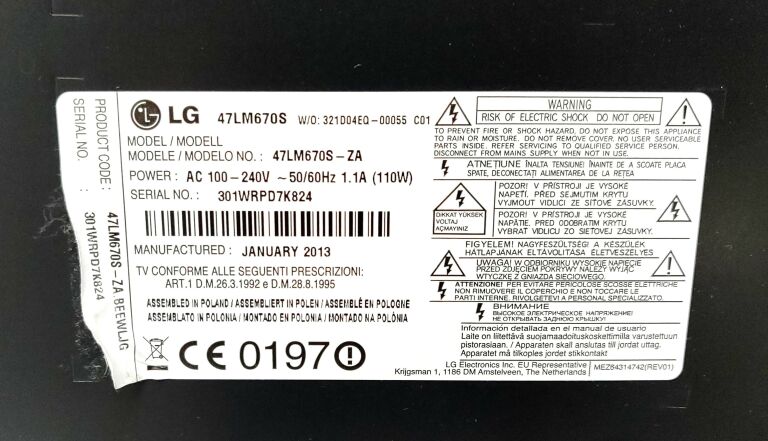 PRODUCT CODE: 47LM670S-ZA.BEEWLJG
SERIAL NO. : 301WRPD7K824
LG 47LM670S W/O: 321D04EQ-00055 C01
MODEL / MODELL
MODELE / MODELO NO. : 47LM670S-ZA
POWER : AC 100-240V ~50/60Hz 1.1A (110W)
SERIAL NO. : 301WRPD7K824
MANUFACTURED : JANUARY 2013
TV CONFORME ALLE SEGUENTI PRESCRIZIONI:
ART.1 D.M.26.3.1992 e D.M.28.8.1995
ASSEMBLED IN POLAND / ASSEMBLIERT IN POLEN / ASSEMBLÉ EN POLOGNE
ASSEMBLATO IN POLONIA / MONTADO EN POLONIA / MONTADO NA POLÔNIA
CE 0197
WARNING
RISK OF ELECTRIC SHOCK DO NOT OPEN
TO PREVENT FIRE OR SHOCK HAZARD, DO NOT EXPOSE THIS APPLIANCE
TO RAIN OR MOISTURE. DO NOT REMOVE COVER. NO USER SERVICEABLE
PARTS INSIDE. REFER SERVICING TO QUALIFIED SERVICE PERSON.
DISCONNECT FROM MAINS SUPPLY WHEN NOT IN USE.
ATNEŢIUNE ÎNALTA TENSIUNE! ÎNAINTE DE A SCOATE PLACA
SPATE, DECONECTAŢI ALIMENTAREA DE LA REŢEA
DIKKAT YÜKSEK
VOLTAJ
AÇMAYINIZ
POZOR! V PŘÍSTROJI JE VYSOKÉ
NAPĚTÍ. PŘED SEJMUTÍM KRYTU
VYJMOUT VIDLICI ZE SÍŤOVÉ ZÁSUVKY.
POZOR! V PRÍSTROJI JE VYSOKÉ
NAPÄTIE. PRED ODOBRATÍM KRYTU
VYBRAT VIDLICI ZO SIEŤOVEJ ZÁSUVKY.
FIGYELEM! NAGYFESZÜLTSÉG A KÉSZÜLÉK
HÁTLAPJÁNAK ELTÁVOLÍTÁSA ÉLETVESZÉLYES.
UWAGA! W ODBIORNIKU WYSOKIE NAPIĘCIE
PRZED ZDJĘCIEM POKRYWY NALEŻY WYJĄĆ
WTYCZKĘ Z GNIAZDA SIECIOWEGO.
ATTENZIONE! PER EVITARE PERICOLOSE SCOSSE ELETTRICHE
NON RIMUOVERE IL COPERCHIO E NON TOCCARE LE
PARTI INTERNE. RIVOLGETEVI A PERSONAL SPECIALIZZATO.
ВНИМАНИЕ
ВЫСОКОЕ ЭЛЕКТРИЧЕСКОЕ НАПРЯЖЕНИЕ!
НЕ ОТКРЫВАТЬ ЗАДНЮЮ КРЫШКУ!
Información detallada en el manual de usuario
Laite on liitettävä suojamaadoituskoskettimilla varustettuun
pistorasiaan. / Apparaten skall anslutas till jordat uttag.
Apparatet må tilkoples jordet stikkontakt
LG Electronics Inc. EU Representative
Krijgsman 1, 1186 DM Amstelveen, The Netherlands
MEZ64314742(REV01)